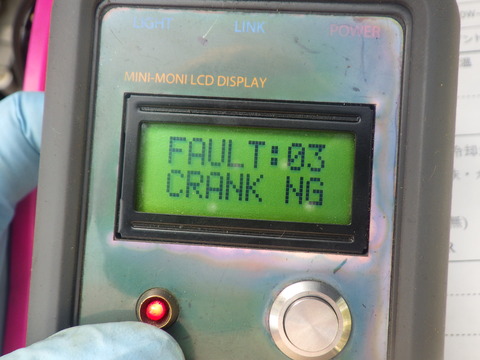 LIGHT LINK POWER
MINI-MONI LCD DISPLAY
FAULT:03
CRANK NG